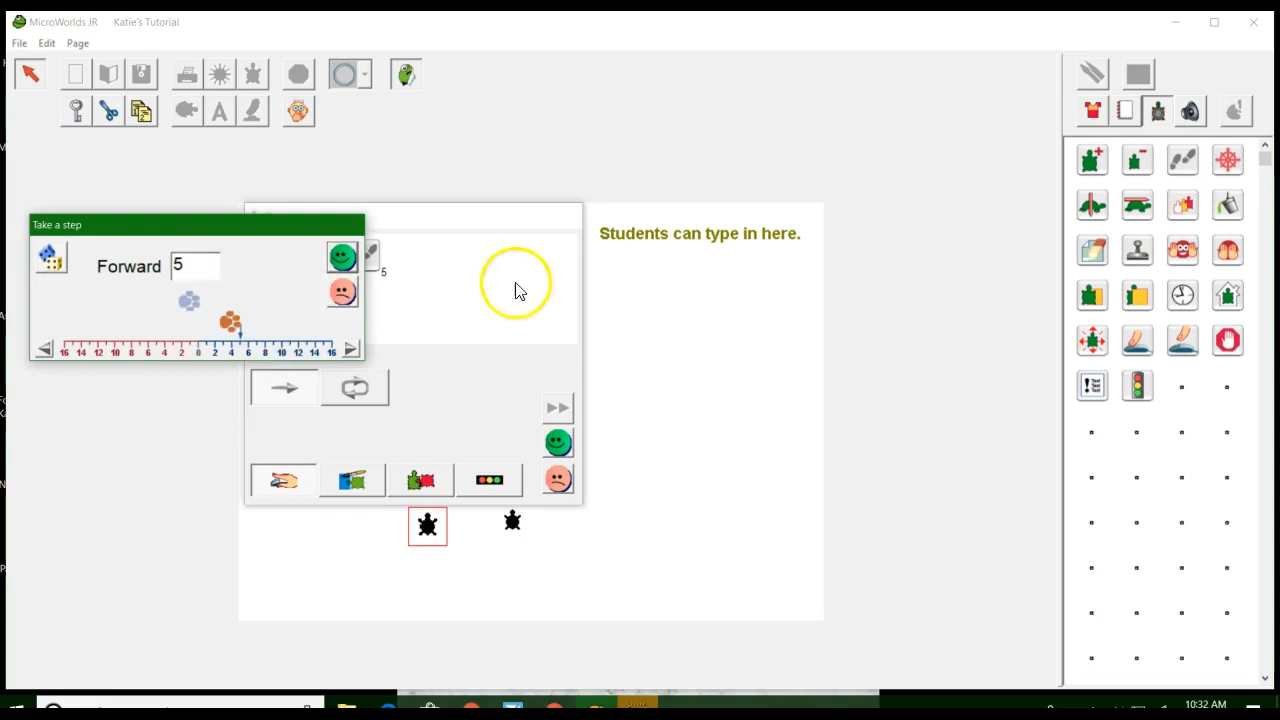 MicroWorlds JR Katie's Tutorial
File Edit Page
Students can type in here.
Take a step
Forward 5
5
16 14 12 10 8 6 4 2 0 2 4 6 8 10 12 14 16
10:32 AM